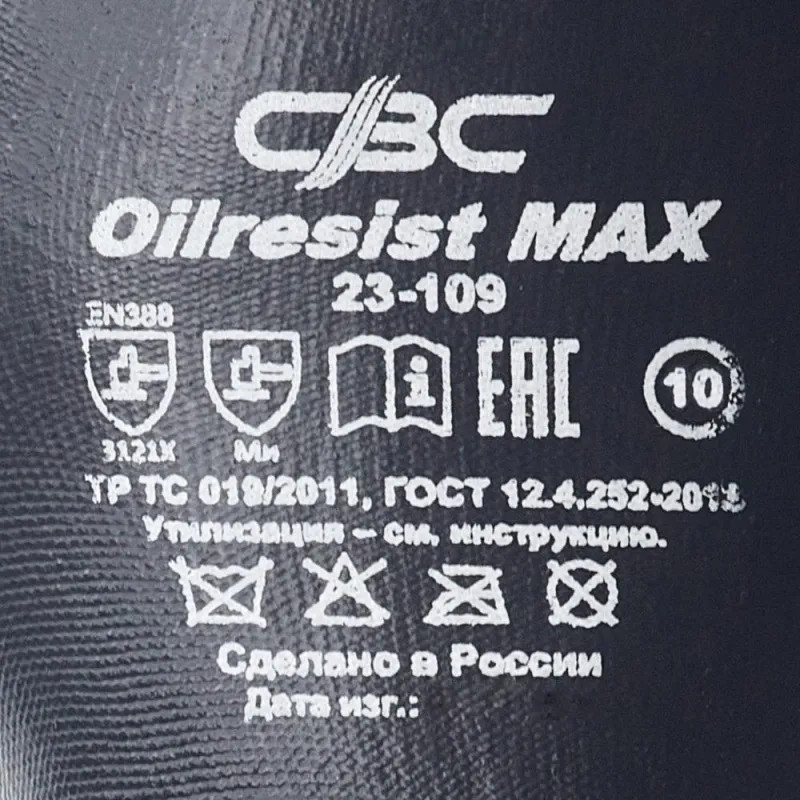 СВС
Oilresist MAX
23-109
EN388
i
EAC
10
3121X
Ми
ТР ТС 019/2011, ГОСТ 12.4.252-2013
Утилизация – см. инструкцию.
Сделано в России
Дата изг.: